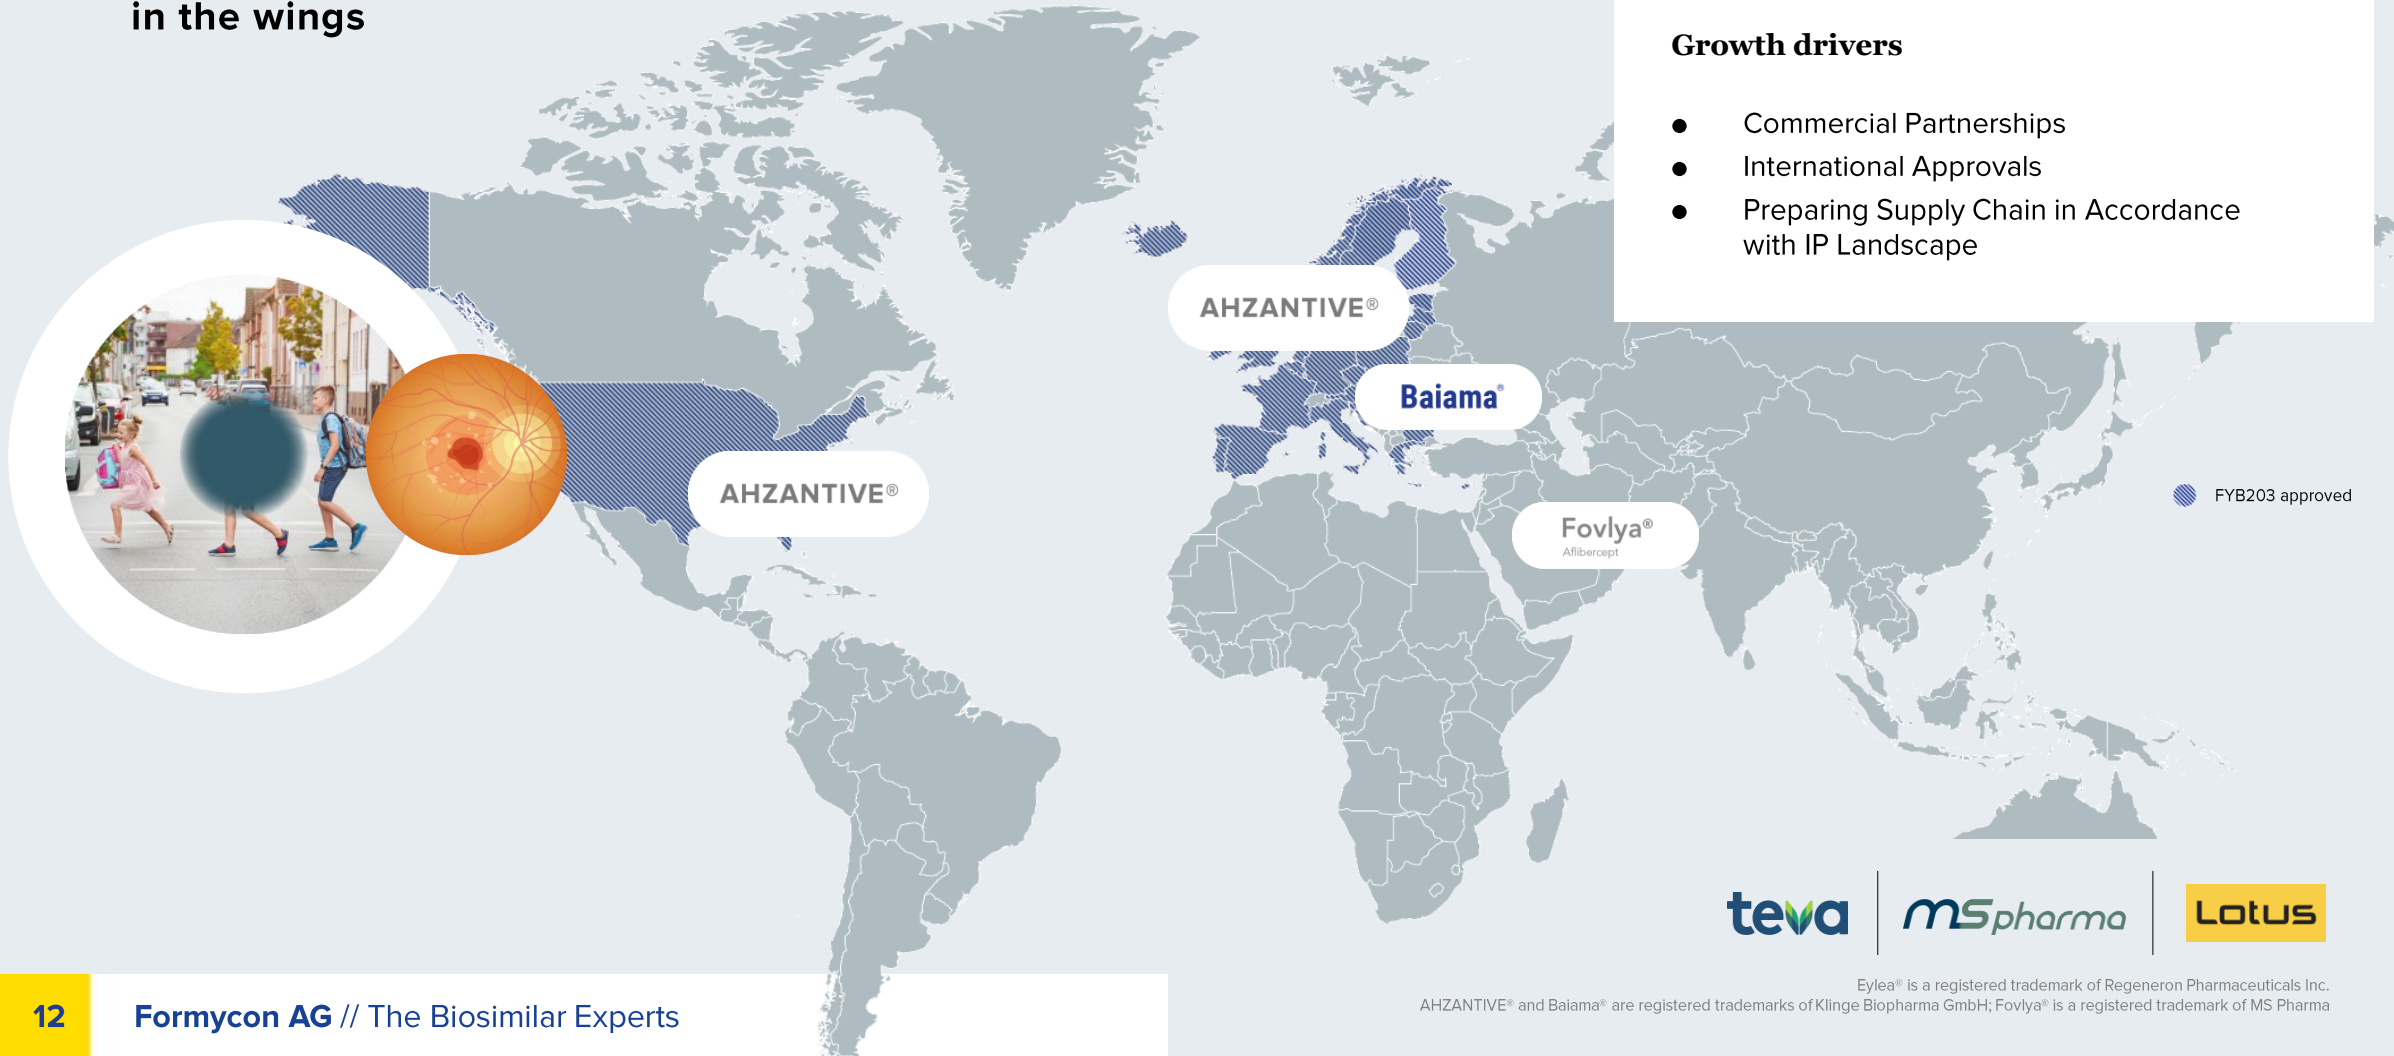 in the wings
Growth drivers
● Commercial Partnerships
● International Approvals
● Preparing Supply Chain in Accordance
with IP Landscape
AHZANTIVE®
Baiama®
AHZANTIVE®
FYB203 approved
Fovlya®
Aflibercept
teva
MS pharma
Lotus
Eylea® is a registered trademark of Regeneron Pharmaceuticals Inc.
AHZANTIVE® and Baiama® are registered trademarks of Klinge Biopharma GmbH; Fovlya® is a registered trademark of MS Pharma
12
Formycon AG // The Biosimilar Experts